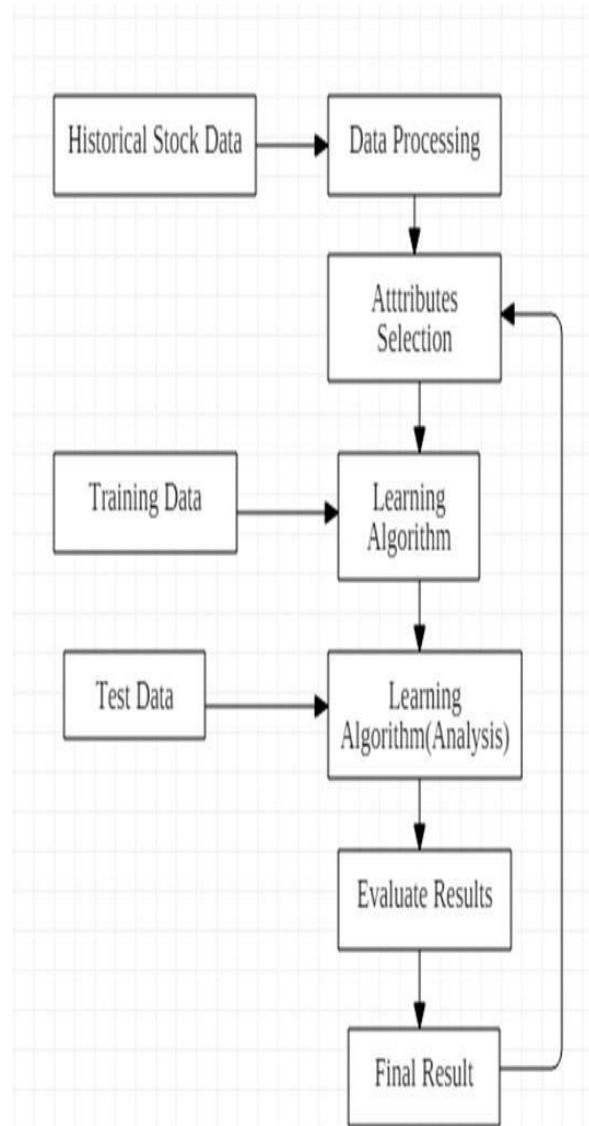 Historical Stock Data
Data Processing
Atttributes
Selection
Training Data
Learning
Algorithm
Test Data
Learning
Algorithm(Analysis)
Evaluate Results
Final Result